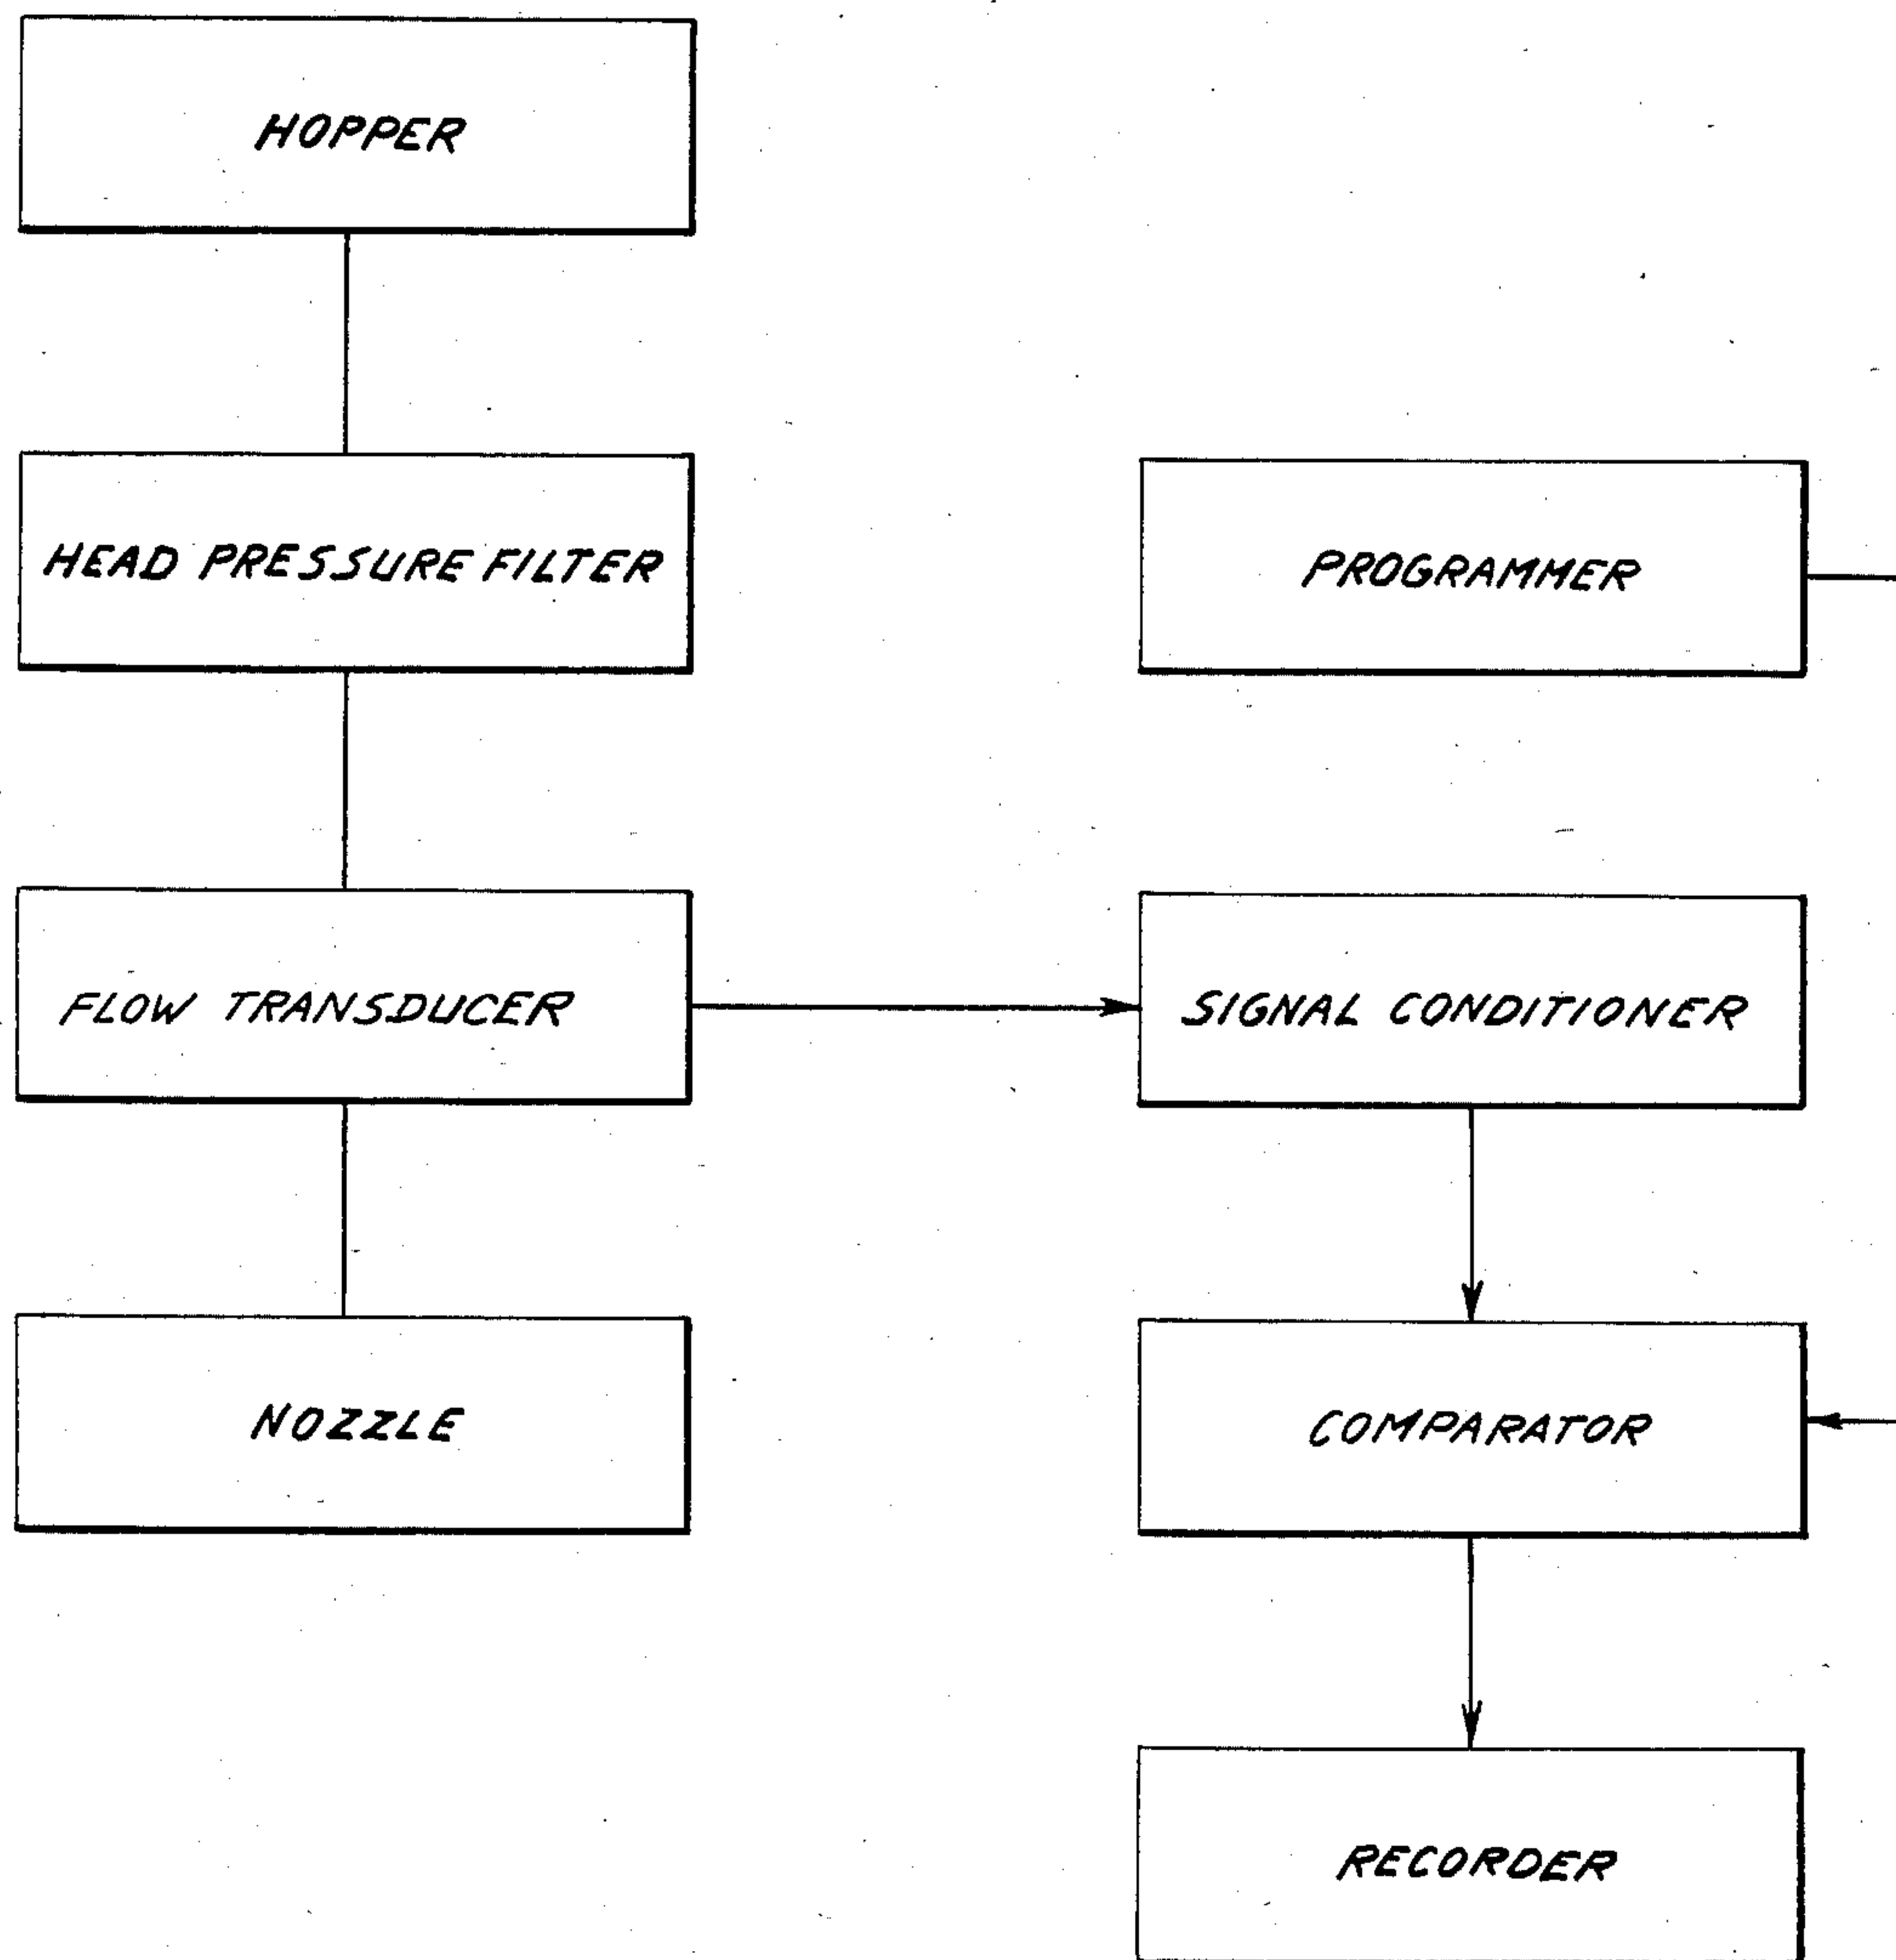 HOPPER
HEAD PRESSURE FILTER
PROGRAMMER
FLOW TRANSDUCER
SIGNAL CONDITIONER
NOZZLE
COMPARATOR
RECORDER